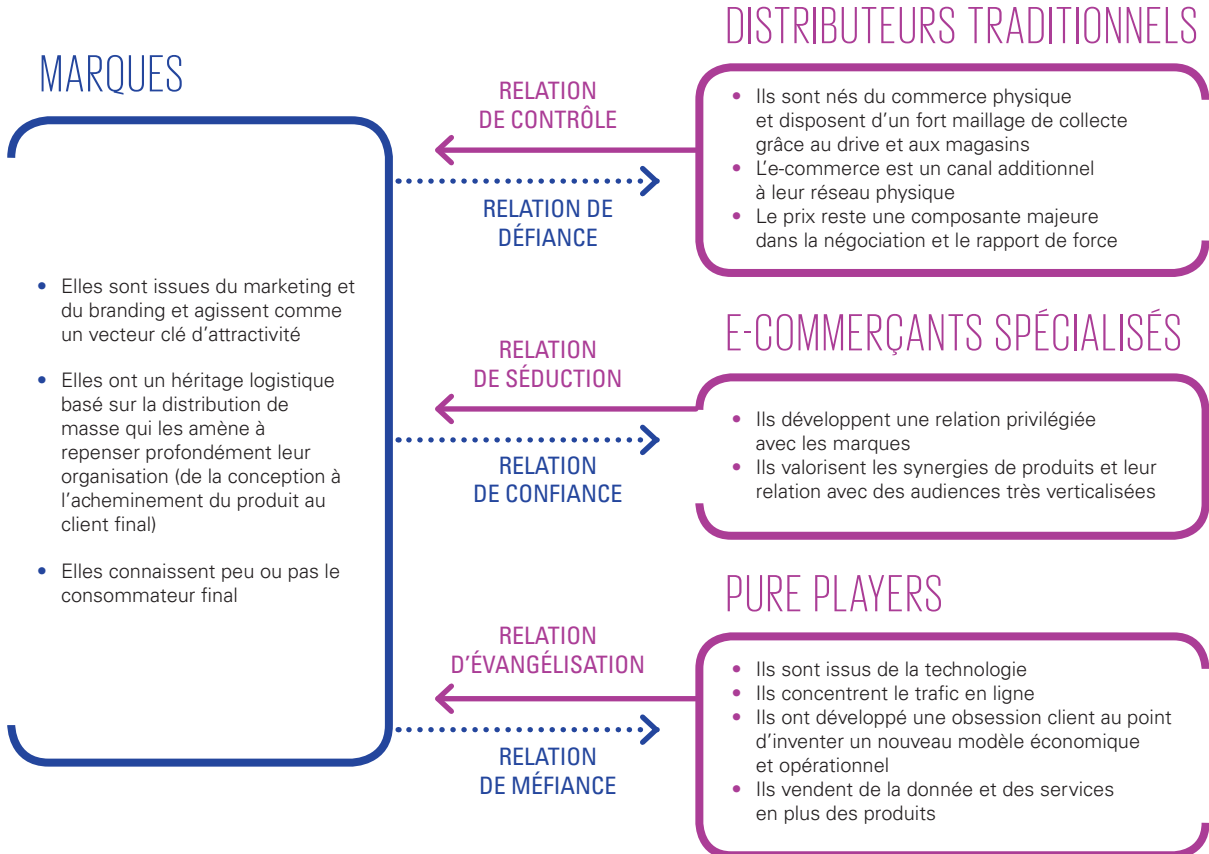 MARQUES
• Elles sont issues du marketing et
du branding et agissent comme
un vecteur clé d'attractivité
• Elles ont un héritage logistique
basé sur la distribution de
masse qui les amène à
repenser profondément leur
organisation (de la conception à
l'acheminement du produit au
client final)
• Elles connaissent peu ou pas le
consommateur final
RELATION
DE CONTRÔLE
RELATION DE
DÉFIANCE
DISTRIBUTEURS TRADITIONNELS
• Ils sont nés du commerce physique
et disposent d'un fort maillage de collecte
grâce au drive et aux magasins
• L'e-commerce est un canal additionnel
à leur réseau physique
• Le prix reste une composante majeure
dans la négociation et le rapport de force
RELATION
DE SÉDUCTION
RELATION
DE CONFIANCE
E-COMMERÇANTS SPÉCIALISÉS
• Ils développent une relation privilégiée
avec les marques
• Ils valorisent les synergies de produits et leur
relation avec des audiences très verticalisées
RELATION
D'ÉVANGÉLISATION
RELATION
DE MÉFIANCE
PURE PLAYERS
• Ils sont issus de la technologie
• Ils concentrent le trafic en ligne
• Ils ont développé une obsession client au point
d'inventer un nouveau modèle économique
et opérationnel
• Ils vendent de la donnée et des services
en plus des produits